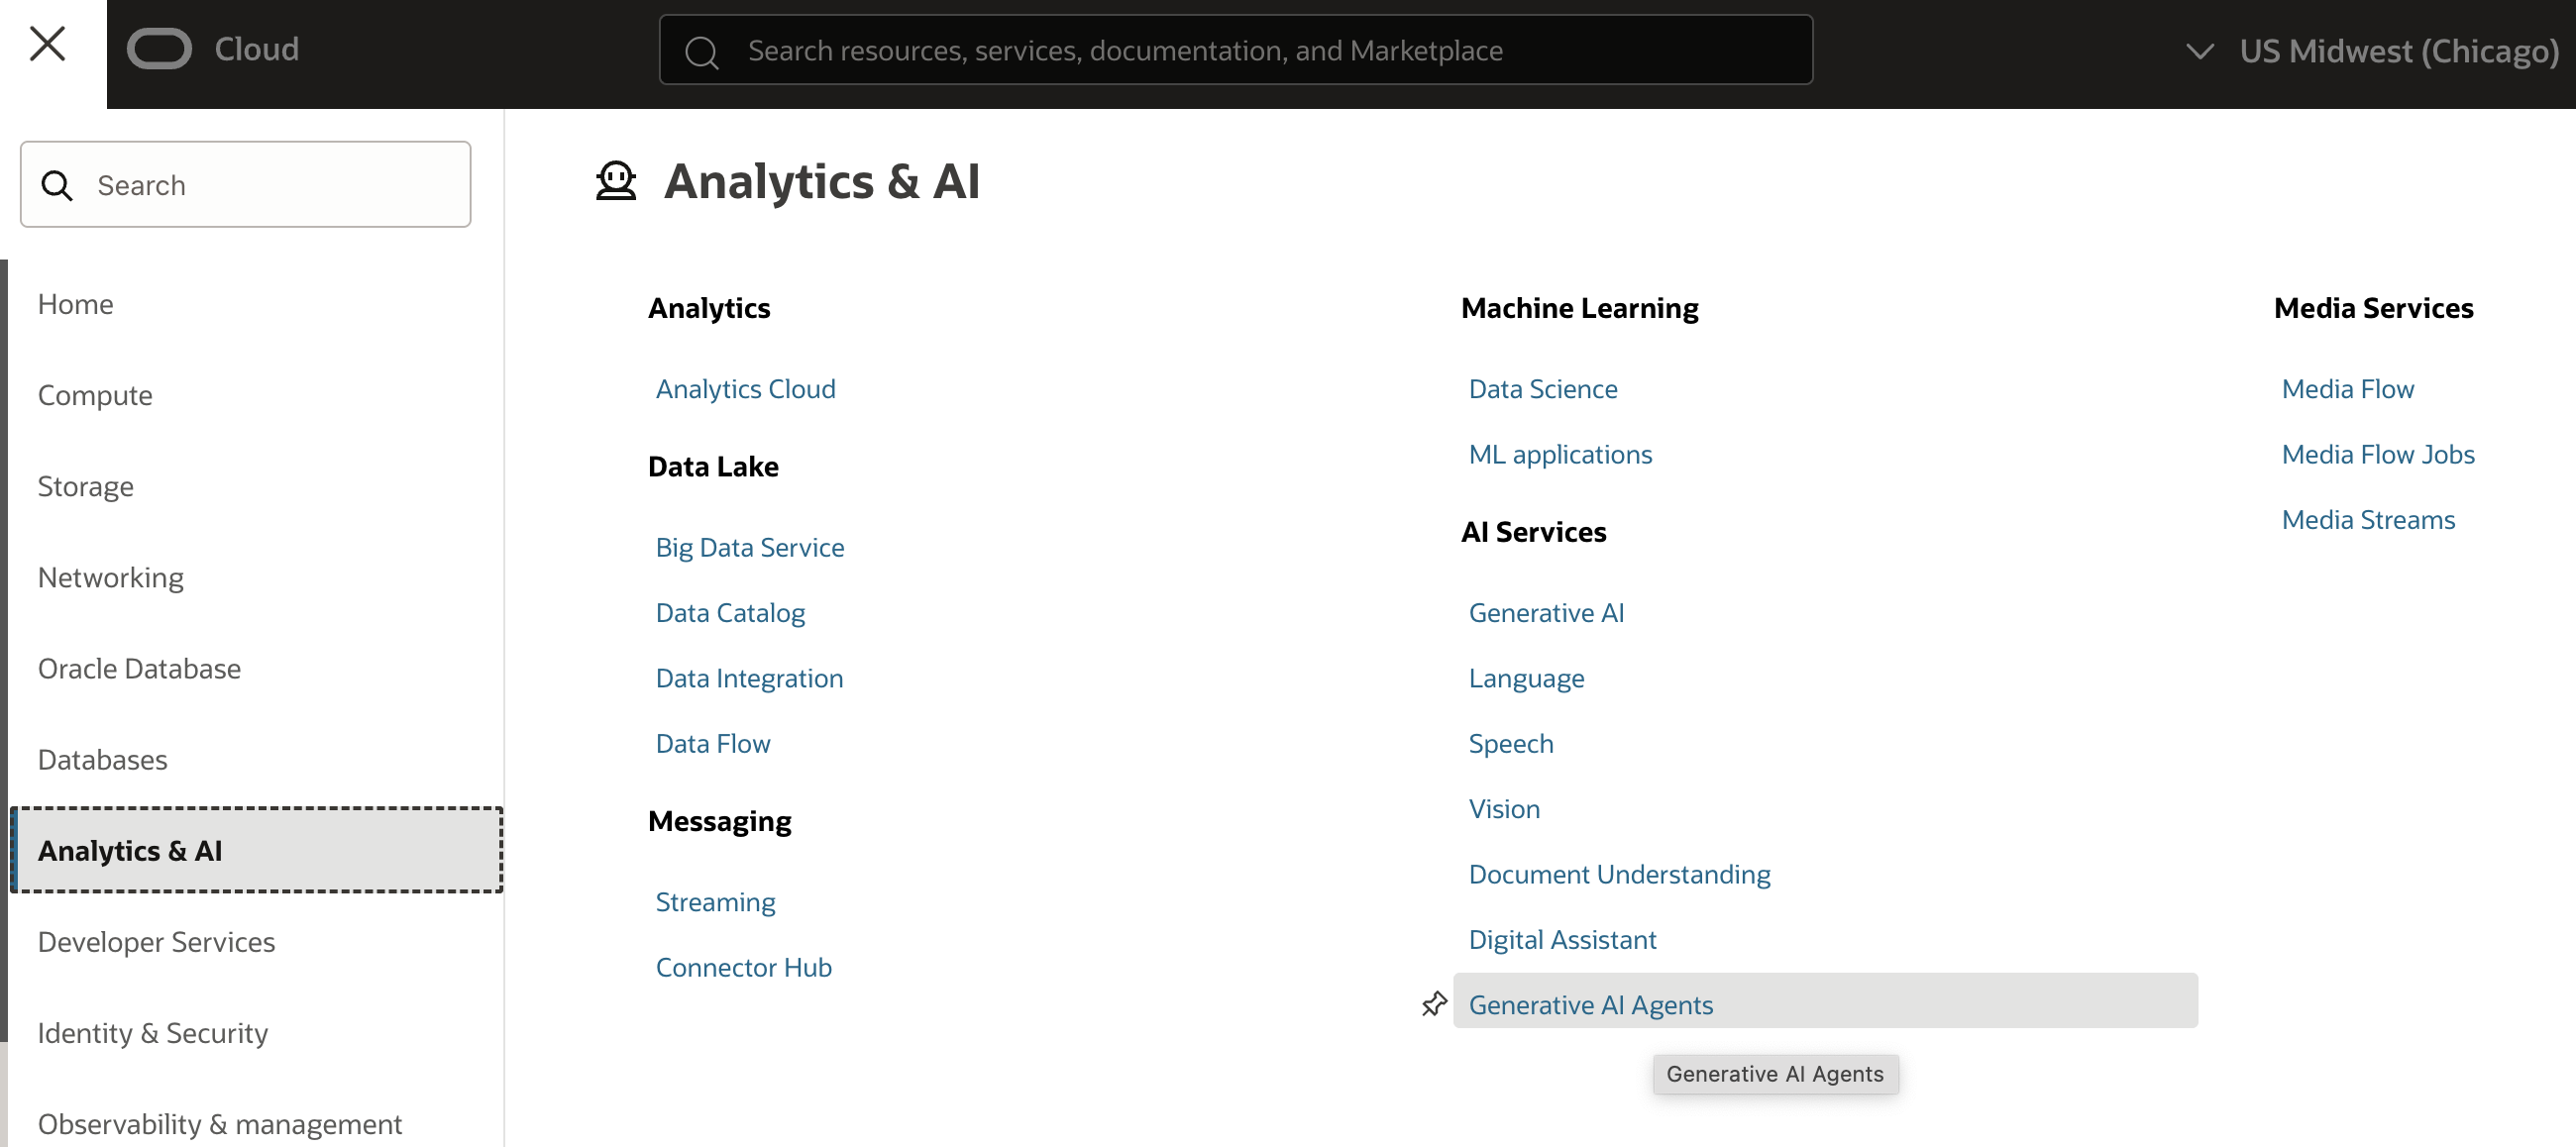 Cloud
Search resources, services, documentation, and Marketplace
US Midwest (Chicago)
Search
Home
Compute
Storage
Networking
Oracle Database
Databases
Analytics & AI
Developer Services
Identity & Security
Observability & management
Analytics & AI
Analytics
Analytics Cloud
Data Lake
Big Data Service
Data Catalog
Data Integration
Data Flow
Messaging
Streaming
Connector Hub
Machine Learning
Data Science
ML applications
AI Services
Generative AI
Language
Speech
Vision
Document Understanding
Digital Assistant
Generative AI Agents
Generative AI Agents
Media Services
Media Flow
Media Flow Jobs
Media Streams